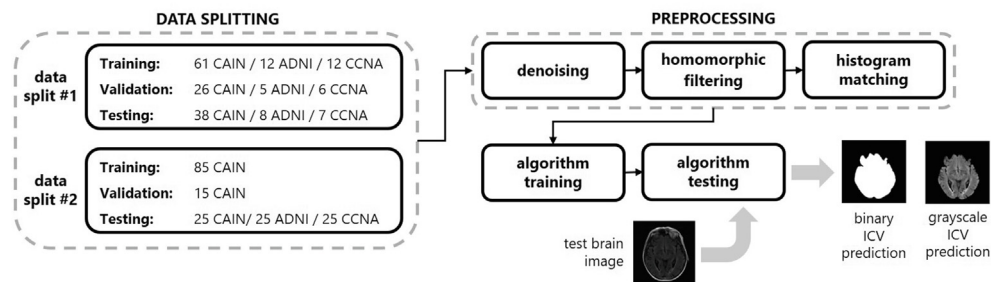 DATA SPLITTING
data
split #1
Training: 61 CAIN / 12 ADNI / 12 CCNA
Validation: 26 CAIN / 5 ADNI / 6 CCNA
Testing: 38 CAIN / 8 ADNI / 7 CCNA
data
split #2
Training: 85 CAIN
Validation: 15 CAIN
Testing: 25 CAIN/ 25 ADNI / 25 CCNA
PREPROCESSING
denoising
homomorphic
filtering
histogram
matching
algorithm
training
algorithm
testing
test brain
image
binary
ICV
prediction
grayscale
ICV
prediction